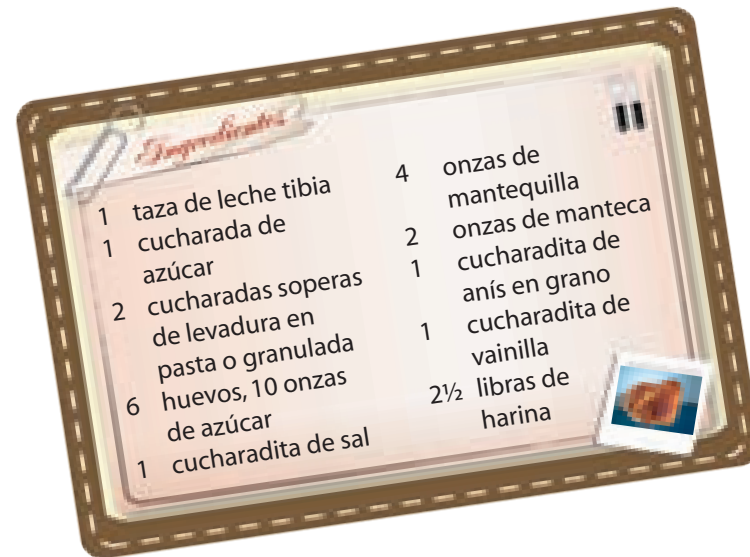 Ingredientes
1 taza de leche tibia
1 cucharada de
azúcar
2 cucharadas soperas
de levadura en
pasta o granulada
6 huevos, 10 onzas
de azúcar
1 cucharadita de sal
4 onzas de
mantequilla
2 onzas de manteca
1 cucharadita de
anís en grano
1 cucharadita de
vainilla
2½ libras de
harina